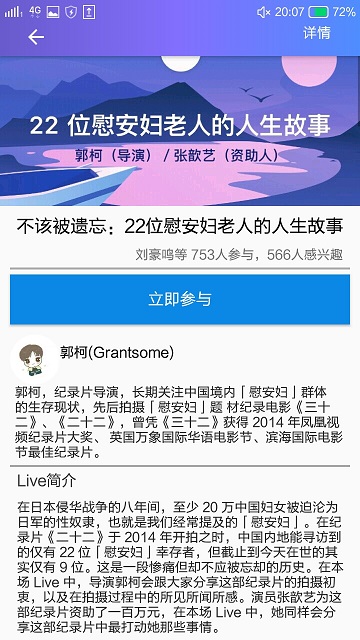 4G 20:07 72%
详情
22 位慰安妇老人的人生故事
郭柯（导演） / 张歆艺（资助人）
不该被遗忘：22位慰安妇老人的人生故事
刘豪鸣等 753人参与，566人感兴趣
立即参与
郭柯(Grantsome)
郭柯，纪录片导演，长期关注中国境内「慰安妇」群体
的生存现状，先后拍摄「慰安妇」题 材纪录电影《三十
二》、《二十二》，曾凭《三十二》获得 2014 年凤凰视
频纪录片大奖、 英国万象国际华语电影节、滨海国际电影
节最佳纪录片。
Live简介
在日本侵华战争的八年间，至少 20 万中国妇女被迫沦为
日军的性奴隶，也就是我们经常提及的「慰安妇」。在纪
录片《二十二》于 2014 年开拍之时，中国内地能寻访到
的仅有 22 位「慰安妇」幸存者，但截止到今天在世的其
实仅有 9 位。这是一段惨痛但却不应被忘却的历史。在本
场 Live 中，导演郭柯会跟大家分享这部纪录片的拍摄初
衷，以及在拍摄过程中的所见所闻所感。演员张歆艺为这
部纪录片资助了一百万元，在本场 Live 中，她同样会分
享这部纪录片中最打动她那些事情。